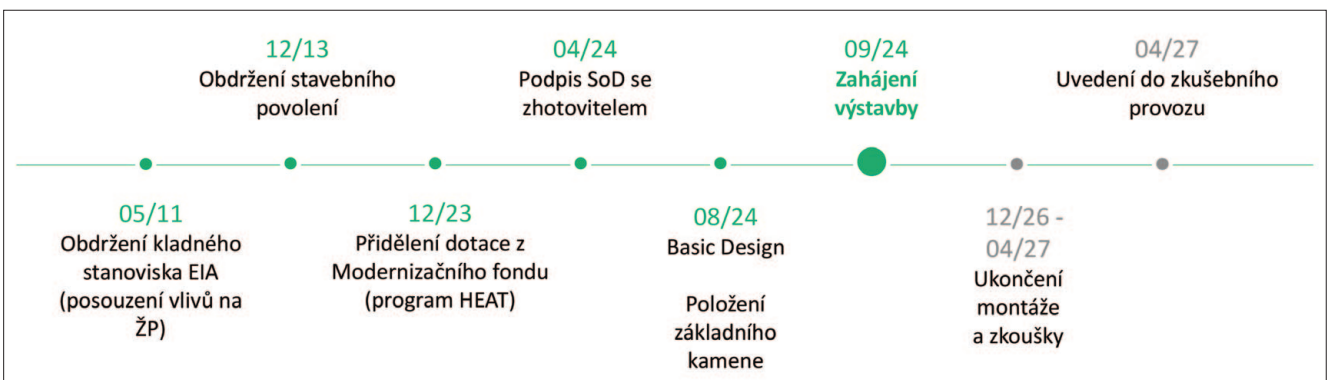 12/13
Obdržení stavebního
povolení
04/24
Podpis SoD se
zhotovitelem
09/24
Zahájení
výstavby
04/27
Uvedení do zkušebního
provozu
05/11
Obdržení kladného
stanoviska EIA
(posouzení vlivů na
ŽP)
12/23
Přidělení dotace z
Modernizačního fondu
(program HEAT)
08/24
Basic Design
Položení
základního
kamene
12/26 -
04/27
Ukončení
montáže
a zkoušky